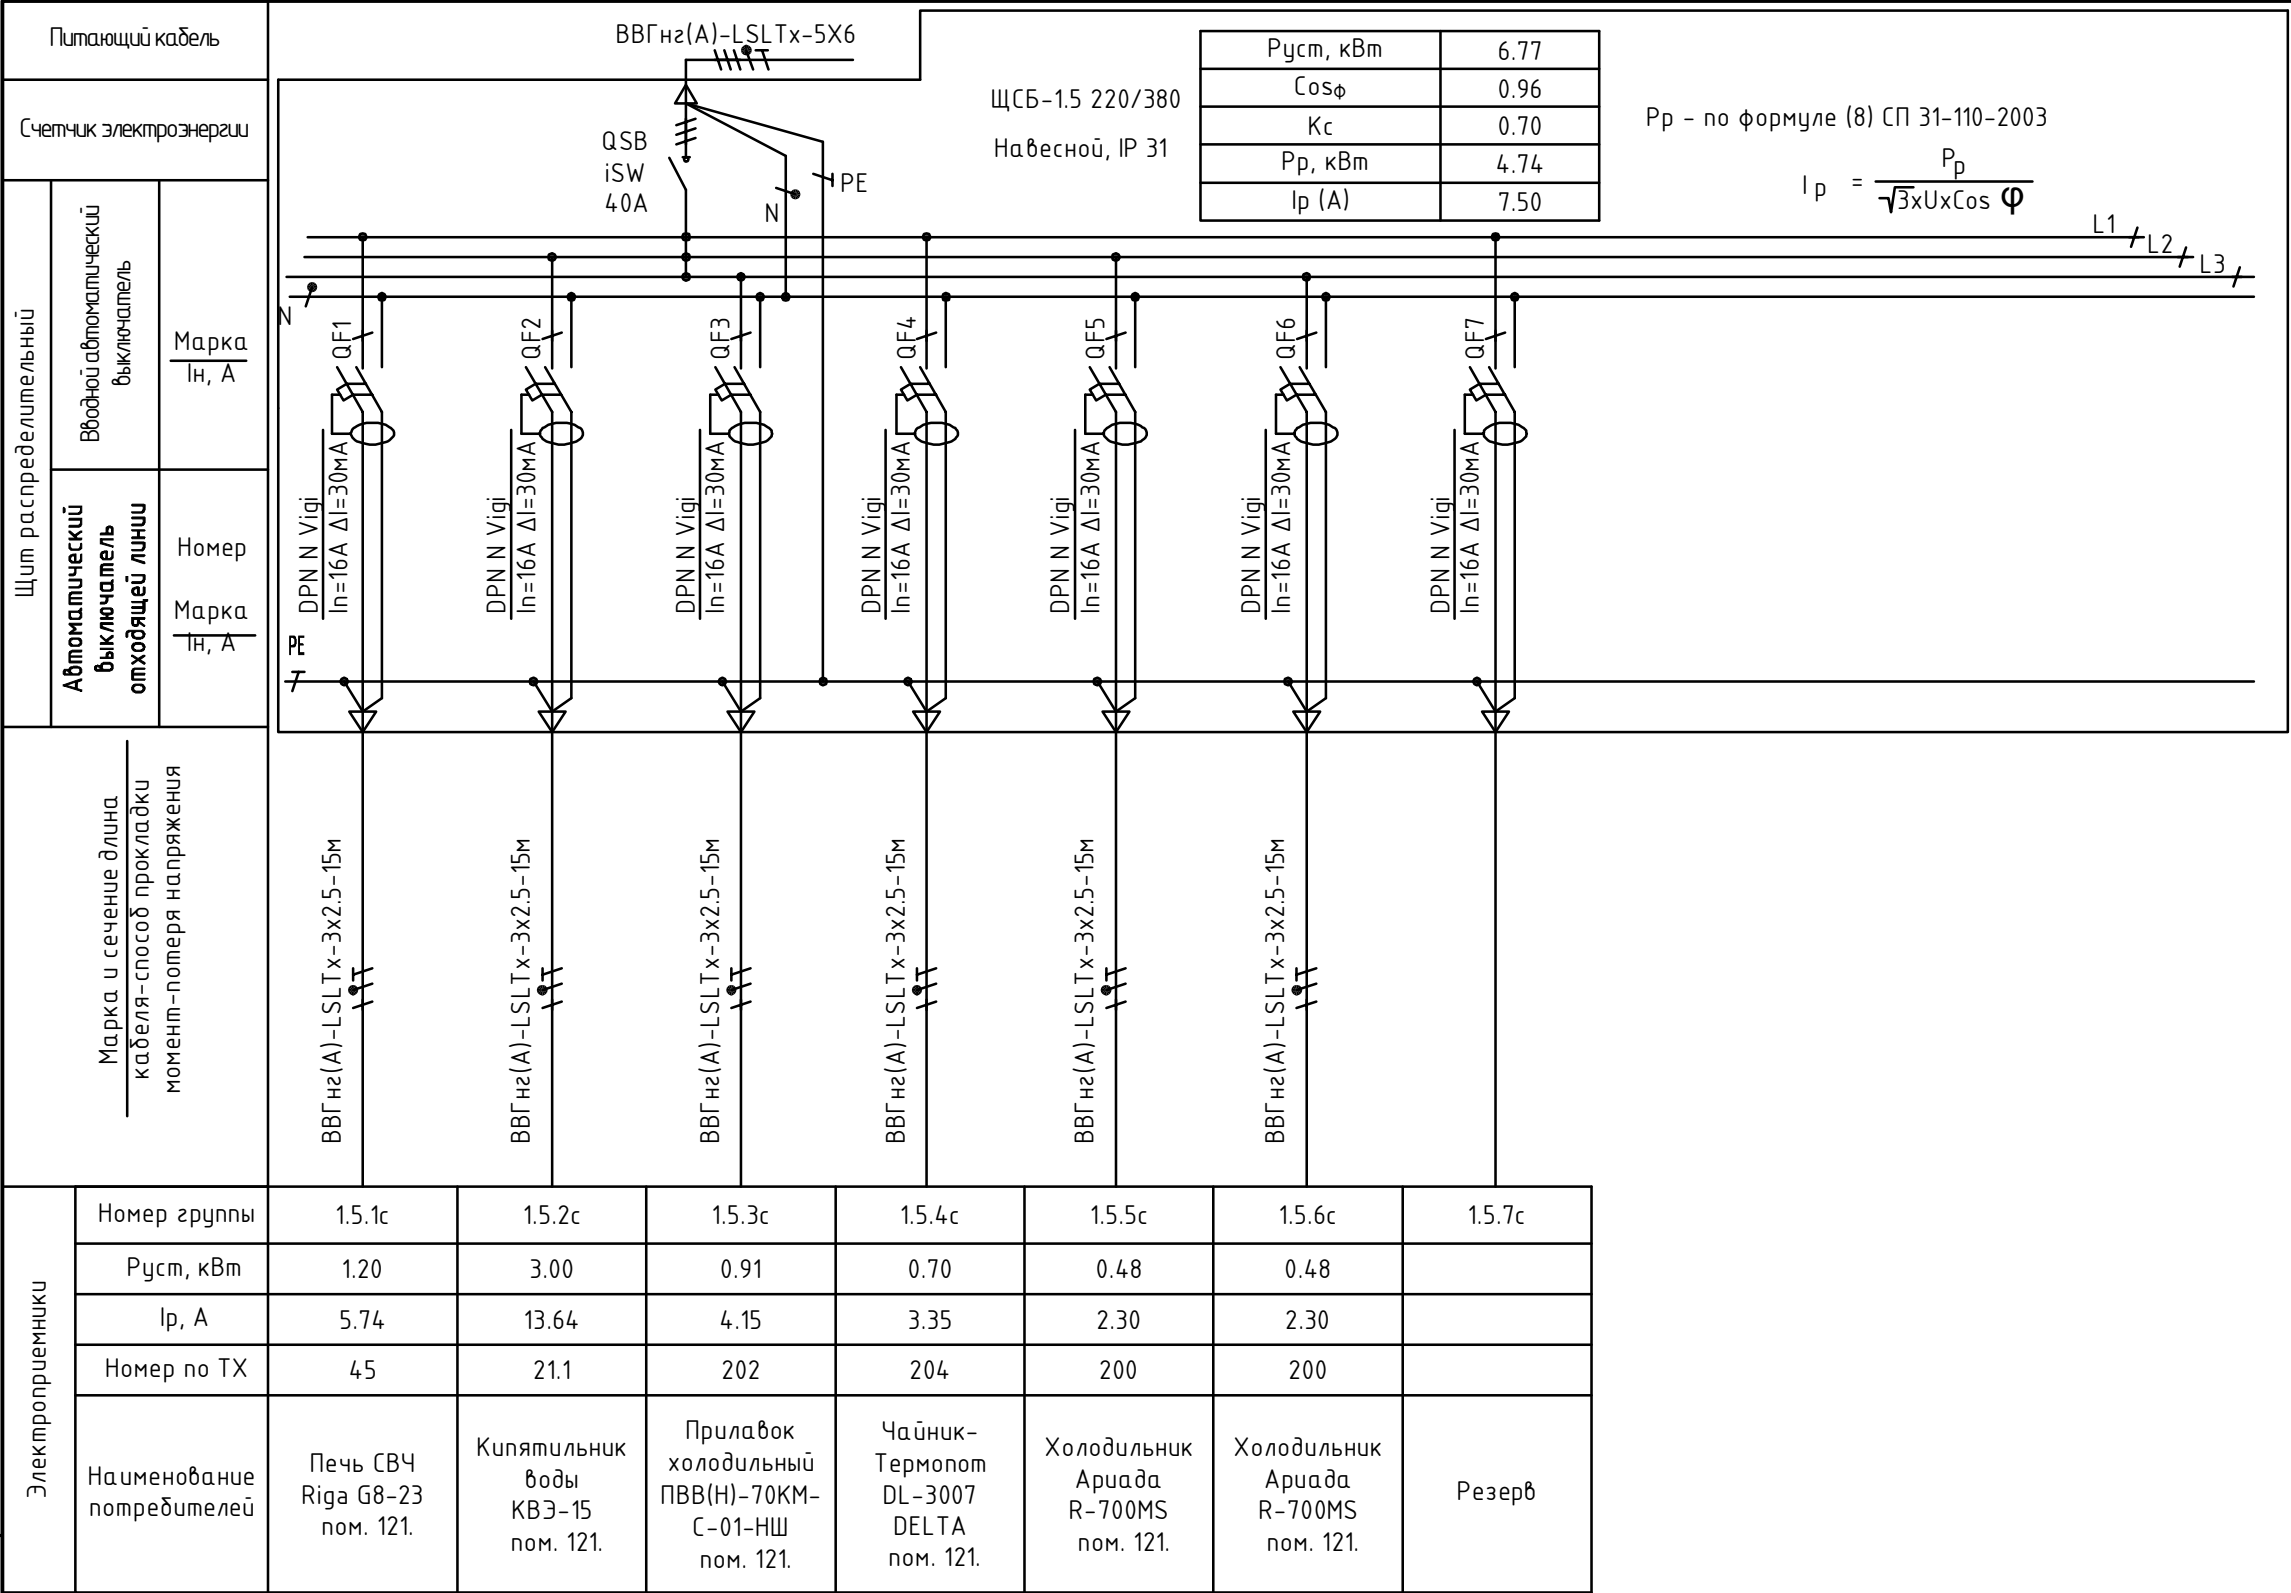 Питающий кабель
ВВГнг(А)-LSLTx-5X6
Счетчик электроэнергии
QSB
iSW
40А
N
PE
ЩСБ-1.5 220/380
Навесной, IP 31
Руст, кВт 6.77
Cosф 0.96
Кс 0.70
Рр, кВт 4.74
Iр (А) 7.50
Рр - по формуле (8) СП 31-110-2003
I р = Рр
√3xUxCos φ
L1
L2
L3
N
Щит распределительный
Вводной автоматический
выключатель
Марка
Iн, А
Автоматический
выключатель
отходящей линии
Номер
Марка
Iн, А
PE
QF1
DPN N Vigi
In=16A ΔI=30мА
QF2
DPN N Vigi
In=16A ΔI=30мА
QF3
DPN N Vigi
In=16A ΔI=30мА
QF4
DPN N Vigi
In=16A ΔI=30мА
QF5
DPN N Vigi
In=16A ΔI=30мА
QF6
DPN N Vigi
In=16A ΔI=30мА
QF7
DPN N Vigi
In=16A ΔI=30мА
Марка и сечение длина
кабеля-способ прокладки
момент-потеря напряжения
ВВГнг(А)-LSLTx-3x2.5-15м
ВВГнг(А)-LSLTx-3x2.5-15м
ВВГнг(А)-LSLTx-3x2.5-15м
ВВГнг(А)-LSLTx-3x2.5-15м
ВВГнг(А)-LSLTx-3x2.5-15м
ВВГнг(А)-LSLTx-3x2.5-15м
Электроприемники
Номер группы 1.5.1с 1.5.2с 1.5.3с 1.5.4с 1.5.5с 1.5.6с 1.5.7с
Руст, кВт 1.20 3.00 0.91 0.70 0.48 0.48
Iр, А 5.74 13.64 4.15 3.35 2.30 2.30
Номер по ТХ 45 21.1 202 204 200 200
Наименование
потребителей
Печь СВЧ
Riga G8-23
пом. 121.
Кипятильник
воды
КВЭ-15
пом. 121.
Прилавок
холодильный
ПВВ(Н)-70КМ-
С-01-НШ
пом. 121.
Чайник-
Термопот
DL-3007
DELTA
пом. 121.
Холодильник
Ариада
R-700MS
пом. 121.
Холодильник
Ариада
R-700MS
пом. 121.
Резерв